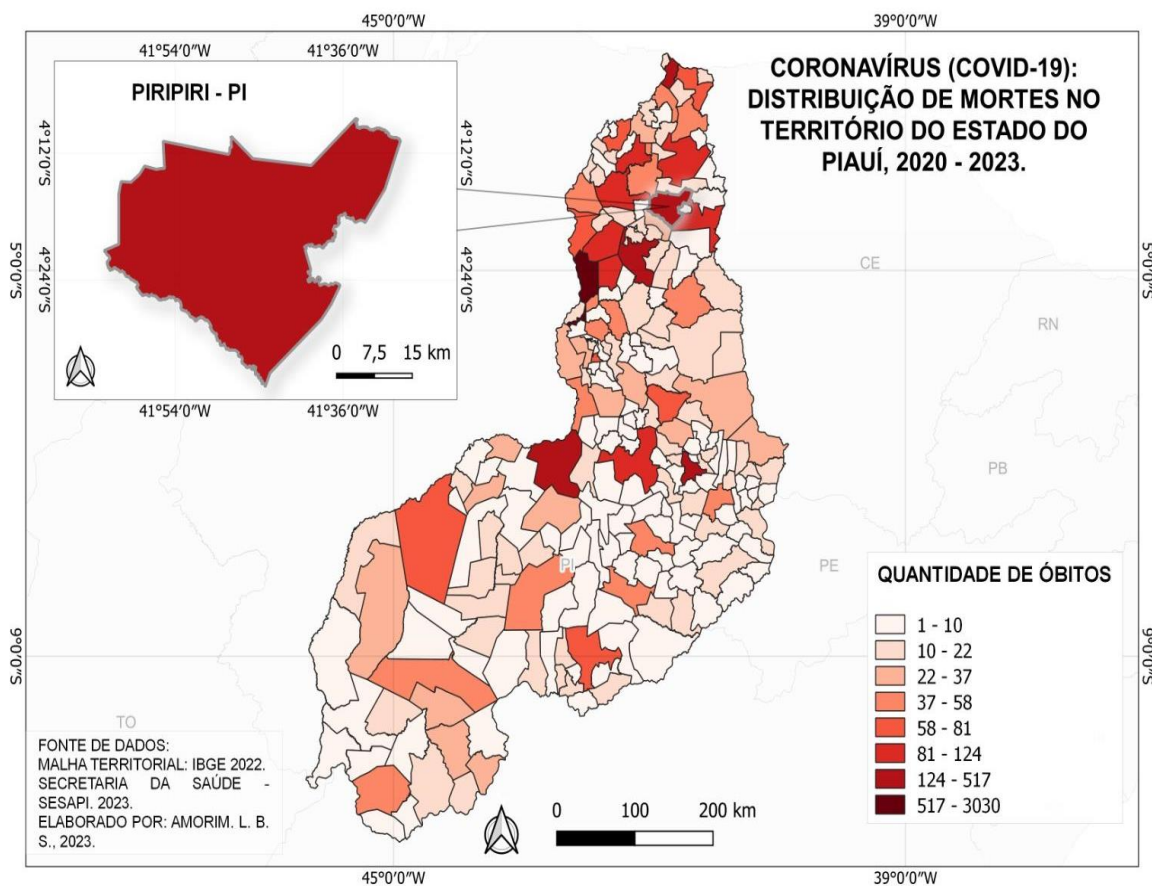 45°0′0″W
39°0′0″W
41°54′0″W
41°36′0″W
PIRIPIRI - PI
4°12′0″S
4°24′0″S
0 7,5 15 km
41°54′0″W
41°36′0″W
CORONAVÍRUS (COVID-19):
DISTRIBUIÇÃO DE MORTES NO
TERRITÓRIO DO ESTADO DO
PIAUÍ, 2020 - 2023.
5°0′0″S
5°0′0″S
CE
RN
PB
PE
PI
TO
QUANTIDADE DE ÓBITOS
1 - 10
10 - 22
22 - 37
37 - 58
58 - 81
81 - 124
124 - 517
517 - 3030
9°0′0″S
9°0′0″S
FONTE DE DADOS:
MALHA TERRITORIAL: IBGE 2022.
SECRETARIA DA SAÚDE -
SESAPI. 2023.
ELABORADO POR: AMORIM. L. B.
S., 2023.
0 100 200 km
45°0′0″W
39°0′0″W